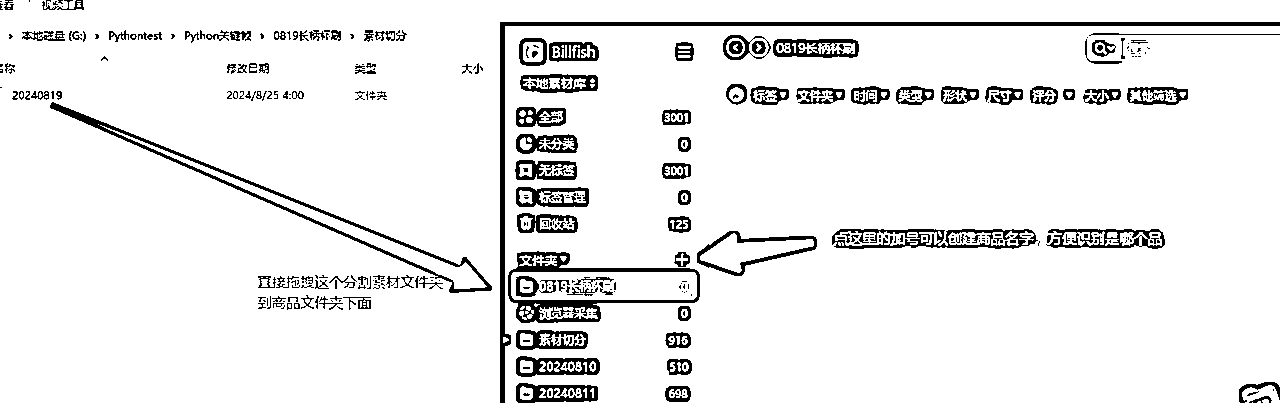 视频工具
› 本地磁盘 (G:) › Pythontest › Python关键帧 › 0819长柄杯刷 › 素材切分
名称 修改日期 类型 大小
20240819 2024/8/25 4:00 文件夹
直接拖拽这个分割素材文件夹
到商品文件夹下面
Billfish
本地素材库
全部 3001
未分类 0
无标签 3001
标签管理 0
回收站 125
文件夹
0819长柄杯刷 0
浏览器采集 0
素材切分 916
20240810 510
20240811 698
0819长柄杯刷
标签 文件夹 时间 类型 形状 尺寸 评分 大小 其他筛选
点这里的加号可以创建商品名字，方便识别是哪个品